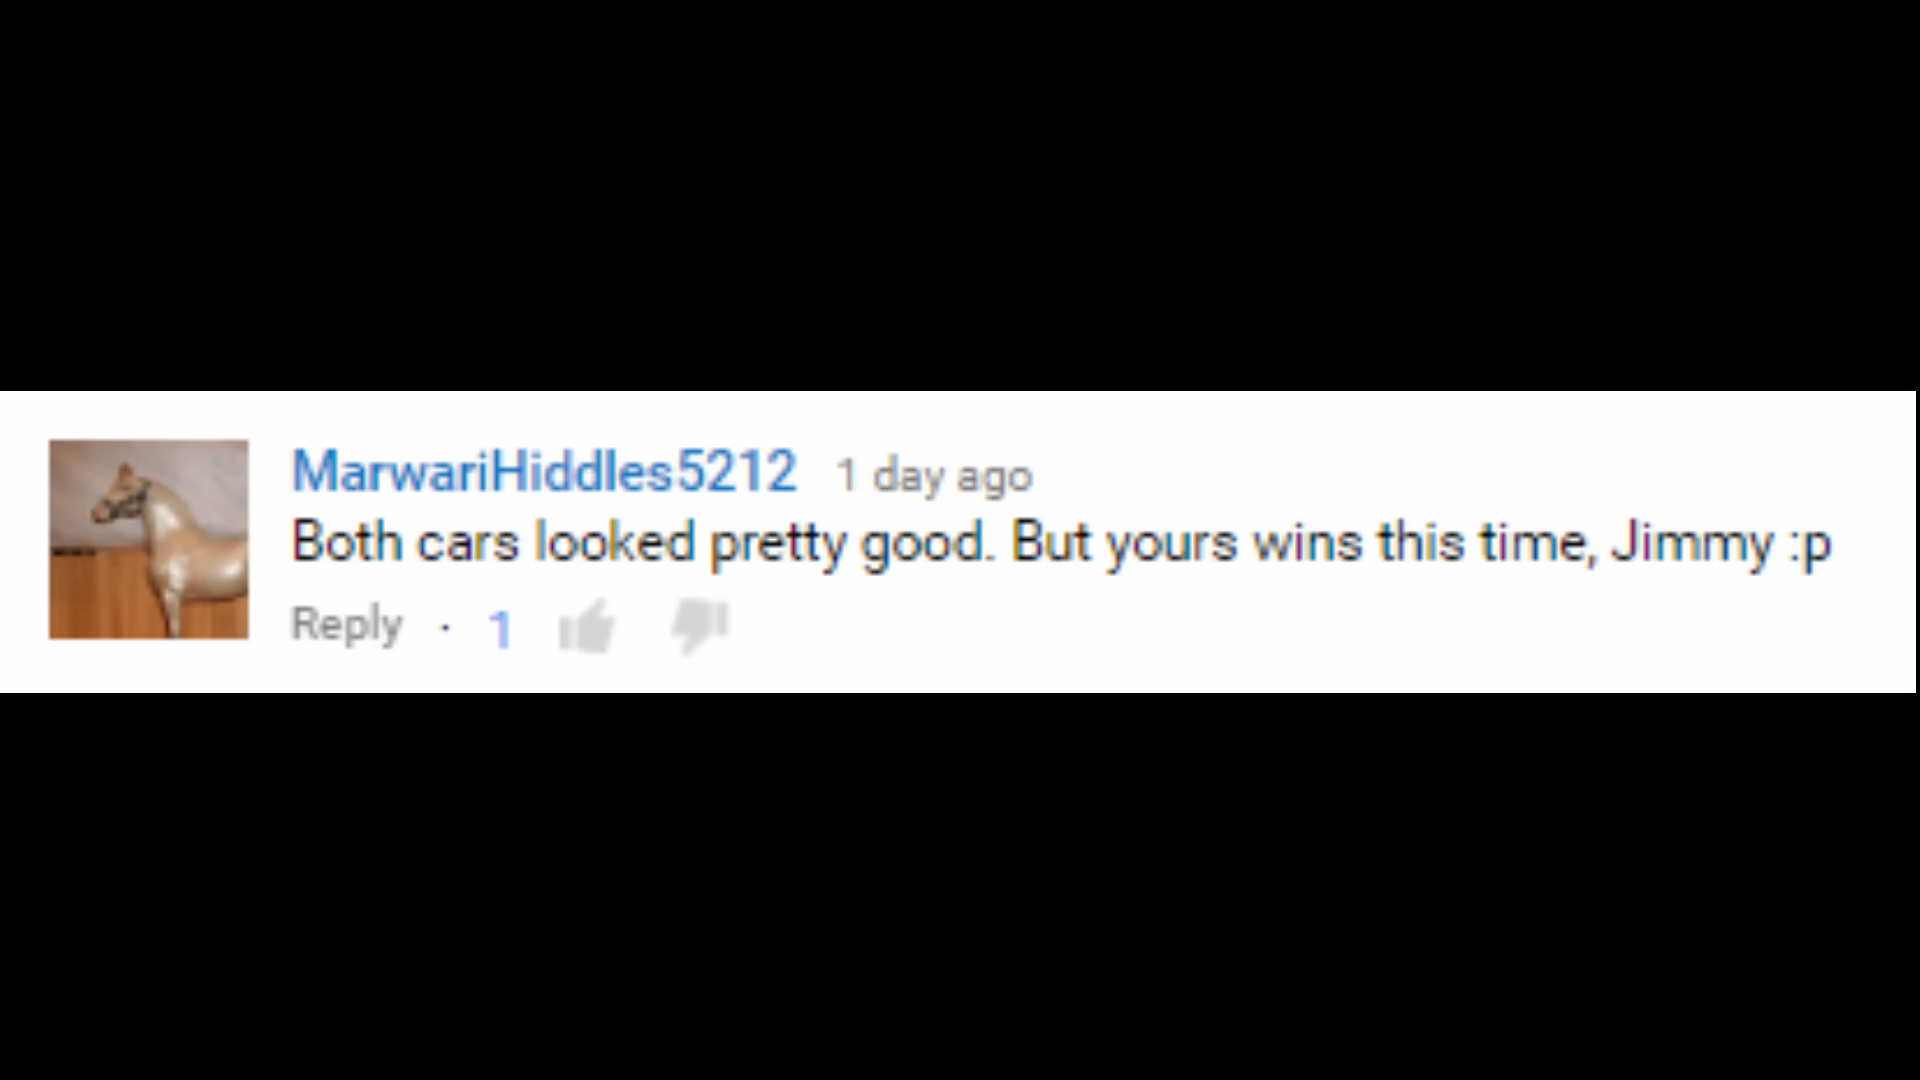 MarwariHiddles5212 1 day ago
Both cars looked pretty good. But yours wins this time, Jimmy :p
Reply · 1